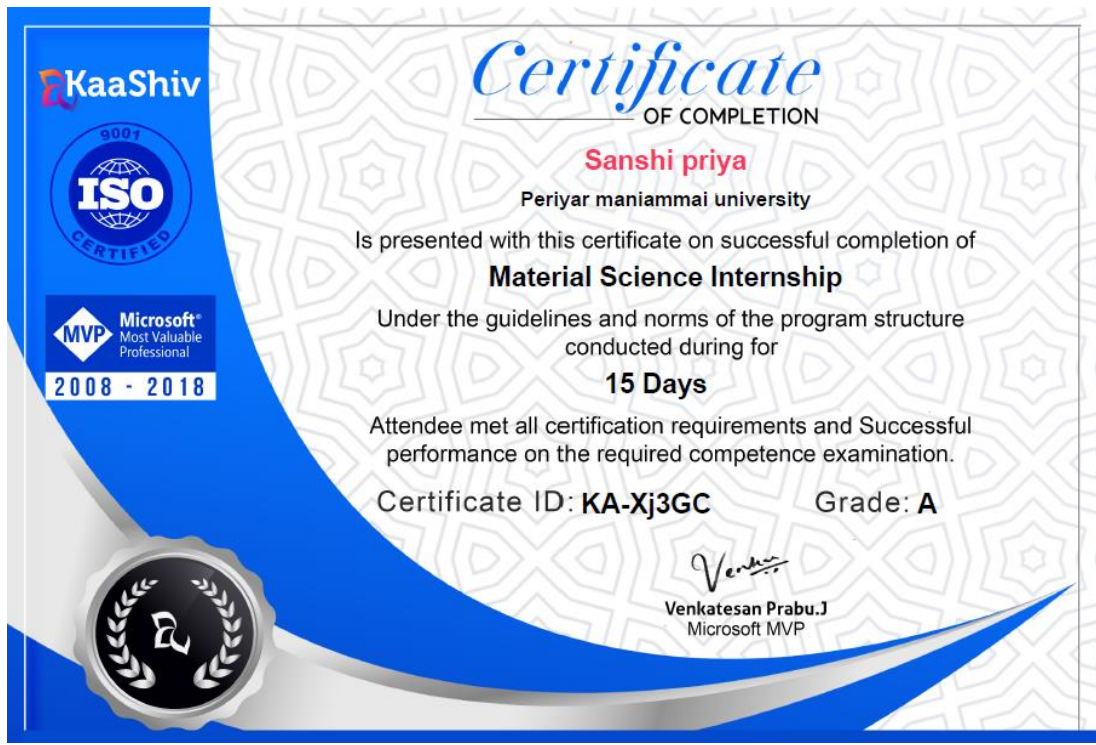 KaaShiv
9001
ISO
CERTIFIED
MVP
Microsoft®
Most Valuable
Professional
2008 - 2018
Certificate
OF COMPLETION
Sanshi priya
Periyar maniammai university
Is presented with this certificate on successful completion of
Material Science Internship
Under the guidelines and norms of the program structure
conducted during for
15 Days
Attendee met all certification requirements and Successful
performance on the required competence examination.
Certificate ID: KA-Xj3GC Grade: A
Venkatesan Prabu.J
Microsoft MVP